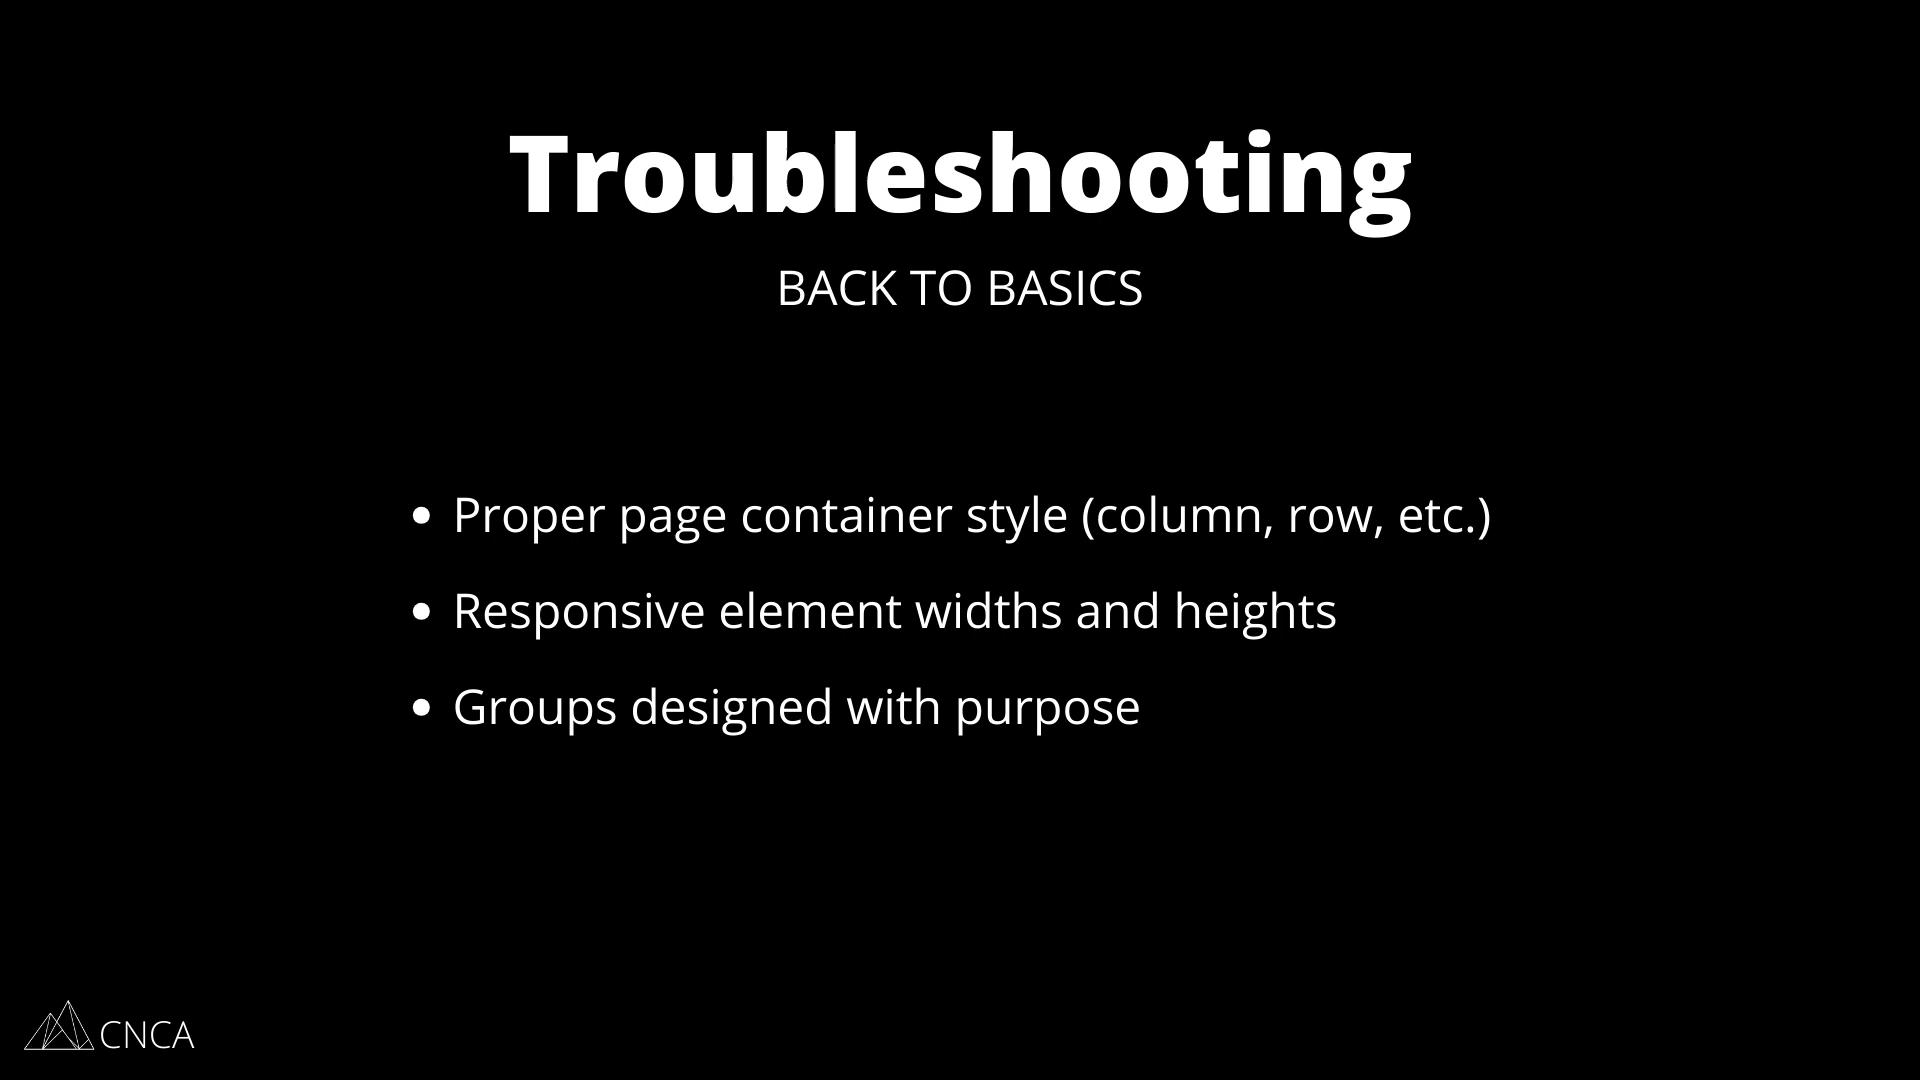 Troubleshooting
BACK TO BASICS
• Proper page container style (column, row, etc.)
• Responsive element widths and heights
• Groups designed with purpose
CNCA